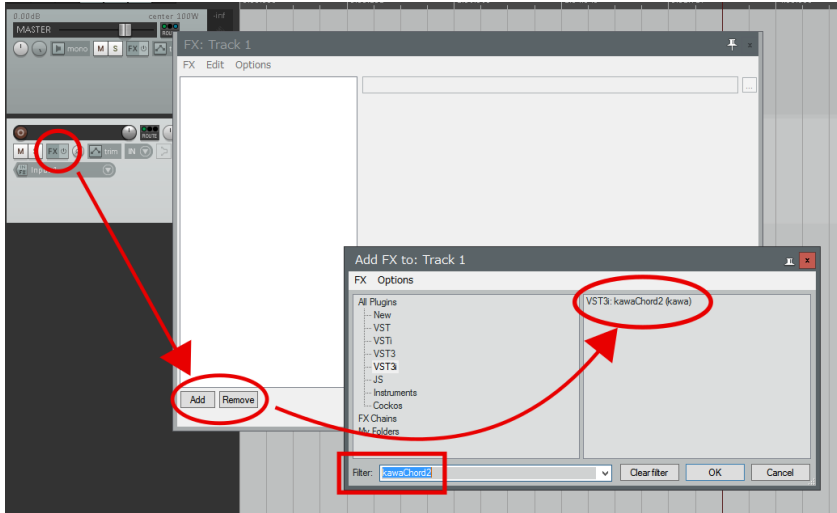 0.00dB center 100W -inf
MASTER
ROUTE
mono M S FX
FX: Track 1
FX Edit Options
...
ROUTE
M S FX trim IN
Input 1
Add Remove
Add FX to: Track 1
FX Options
All Plugins
New
VST
VSTi
VST3
VST3i
JS
Instruments
Cockos
FX Chains
My Folders
VST3i: kawaChord2 (kawa)
Filter: kawaChord2 Clear filter OK Cancel